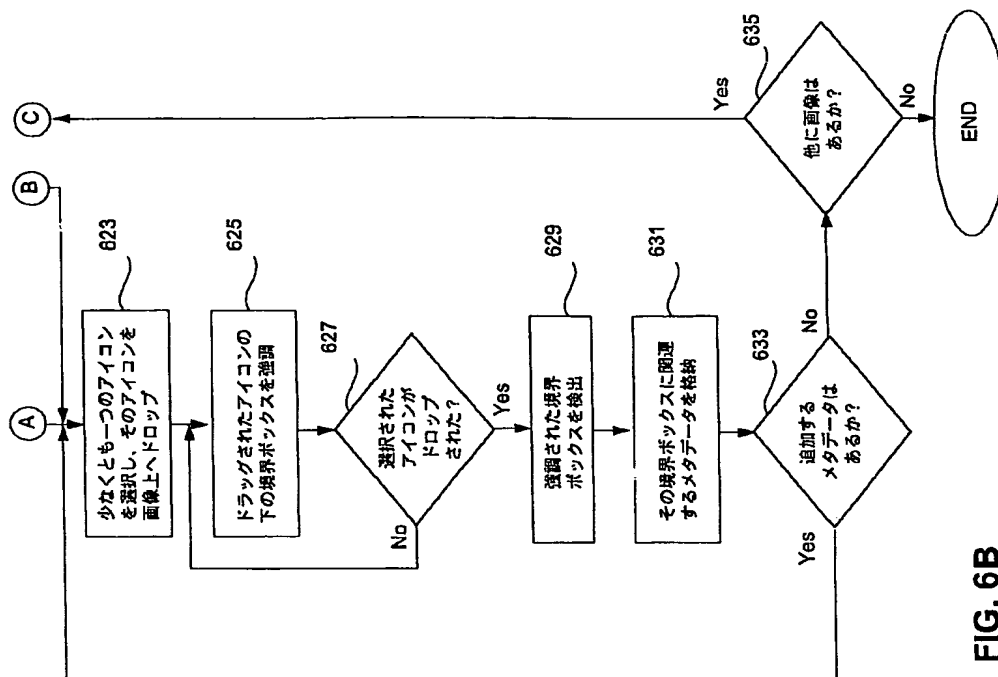 A
B
C
623
少なくとも一つのアイコン
を選択し、そのアイコンを
画像上へドロップ
625
ドラッグされたアイコンの
下の境界ボックスを強調
627
選択された
アイコンが
ドロップ
された?
No
Yes
629
強調された境界
ボックスを検出
631
その境界ボックスに関連
するメタデータを格納
633
追加する
メタデータは
あるか?
Yes
No
635
他に画像は
あるか?
Yes
No
END
FIG. 6B